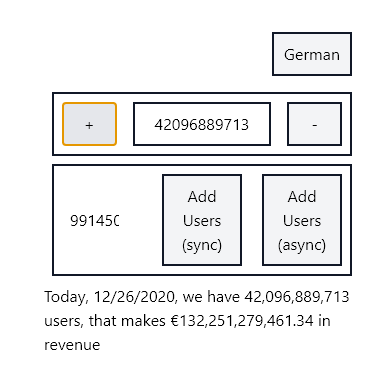 German
+ 42096889713 -
991450 Add Users (sync) Add Users (async)
Today, 12/26/2020, we have 42,096,889,713
users, that makes €132,251,279,461.34 in
revenue